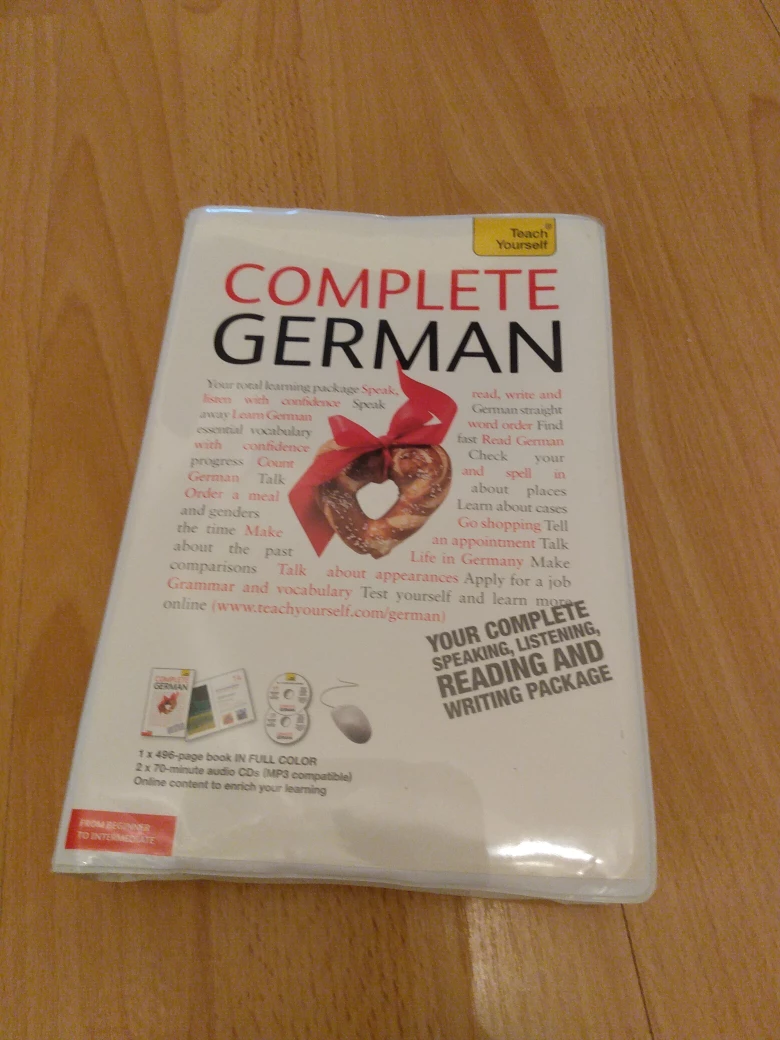 Teach
Yourself
COMPLETE
GERMAN
Your total learning package Speak, read, write and
listen with confidence Speak German straight
away Learn German word order Find
essential vocabulary fast Read German
with confidence Check your
progress Count and spell in
German Talk about places
Order a meal Learn about cases
and genders Go shopping Tell
the time Make an appointment Talk
about the past Life in Germany Make
comparisons Talk about appearances Apply for a job
Grammar and vocabulary Test yourself and learn more
online (www.teachyourself.com/german)
YOUR COMPLETE
SPEAKING, LISTENING,
READING AND
WRITING PACKAGE
COMPLETE
GERMAN
1 x 496-page book IN FULL COLOR
2 x 70-minute audio CDs (MP3 compatible)
Online content to enrich your learning
FROM BEGINNER
TO INTERMEDIATE